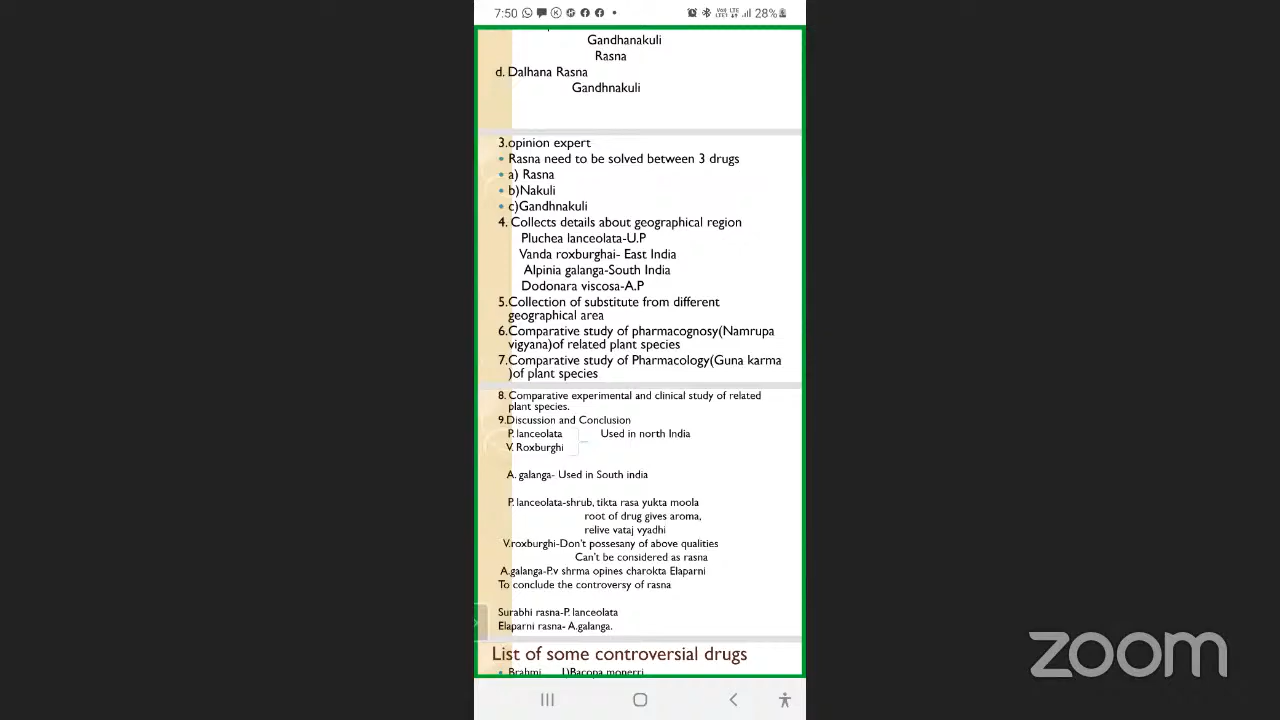 7:50 28%
Gandhanakuli
Rasna
d. Dalhana Rasna
Gandhnakuli
3.opinion expert
• Rasna need to be solved between 3 drugs
• a) Rasna
• b)Nakuli
• c)Gandhnakuli
4. Collects details about geographical region
Pluchea lanceolata-U.P
Vanda roxburghai- East India
Alpinia galanga-South India
Dodonara viscosa-A.P
5.Collection of substitute from different
geographical area
6.Comparative study of pharmacognosy(Namrupa
vigyana)of related plant species
7.Comparative study of Pharmacology(Guna karma
)of plant species
8. Comparative experimental and clinical study of related
plant species.
9.Discussion and Conclusion
P. lanceolata Used in north India
V. Roxburghi
A. galanga- Used in South india
P. lanceolata-shrub, tikta rasa yukta moola
root of drug gives aroma,
relive vataj vyadhi
V.roxburghi-Don't possesany of above qualities
Can't be considered as rasna
A.galanga-P.v shrma opines charokta Elaparni
To conclude the controversy of rasna
Surabhi rasna-P. lanceolata
Elaparni rasna- A.galanga.
List of some controversial drugs
• Brahmi 1)Bacopa monerri
zoom